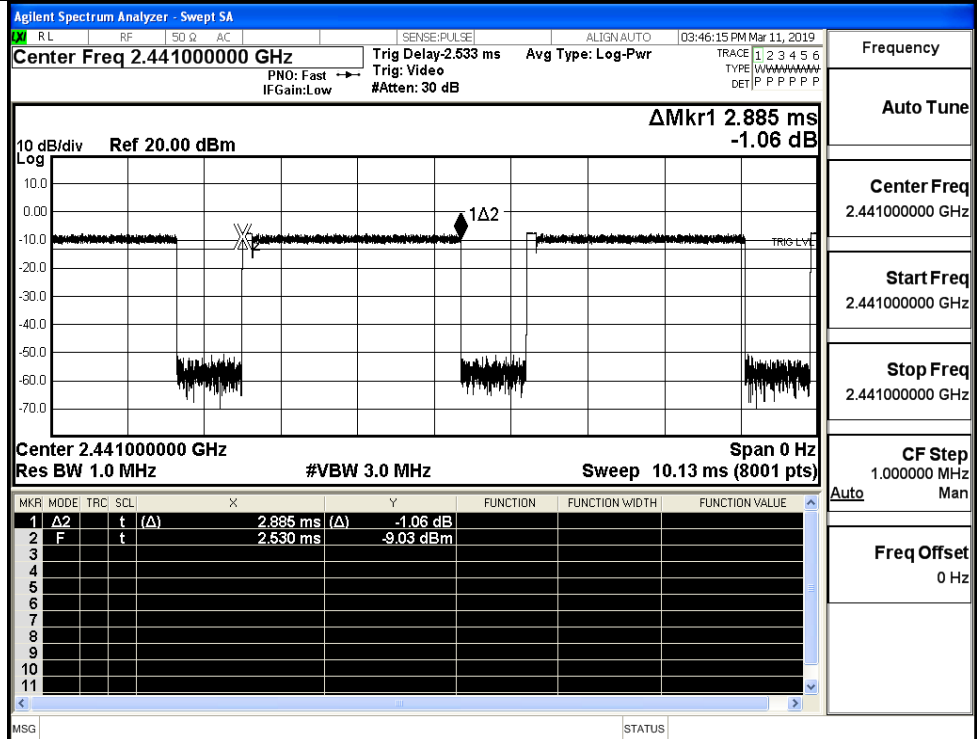 Agilent Spectrum Analyzer - Swept SA
LXI RL RF 50 Ω AC SENSE:PULSE ALIGNAUTO 03:46:15 PM Mar 11, 2019
Center Freq 2.441000000 GHz
Trig Delay-2.533 ms Avg Type: Log-Pwr
TRACE 1 2 3 4 5 6
PNO: Fast Trig: Video
TYPE WWWWWW
IFGain:Low #Atten: 30 dB
DET P P P P P P
ΔMkr1 2.885 ms
-1.06 dB
10 dB/div Ref 20.00 dBm
Log
10.0
0.00
-10.0
-20.0
-30.0
-40.0
-50.0
-60.0
-70.0
1Δ2
TRIG LVL
Center 2.441000000 GHz Span 0 Hz
Res BW 1.0 MHz #VBW 3.0 MHz Sweep 10.13 ms (8001 pts)
MKR MODE TRC SCL X Y FUNCTION FUNCTION WIDTH FUNCTION VALUE
1 Δ2 t (Δ) 2.885 ms (Δ) -1.06 dB
2 F t 2.530 ms -9.03 dBm
3
4
5
6
7
8
9
10
11
MSG STATUS
Frequency
Auto Tune
Center Freq
2.441000000 GHz
Start Freq
2.441000000 GHz
Stop Freq
2.441000000 GHz
CF Step
1.000000 MHz
Auto Man
Freq Offset
0 Hz